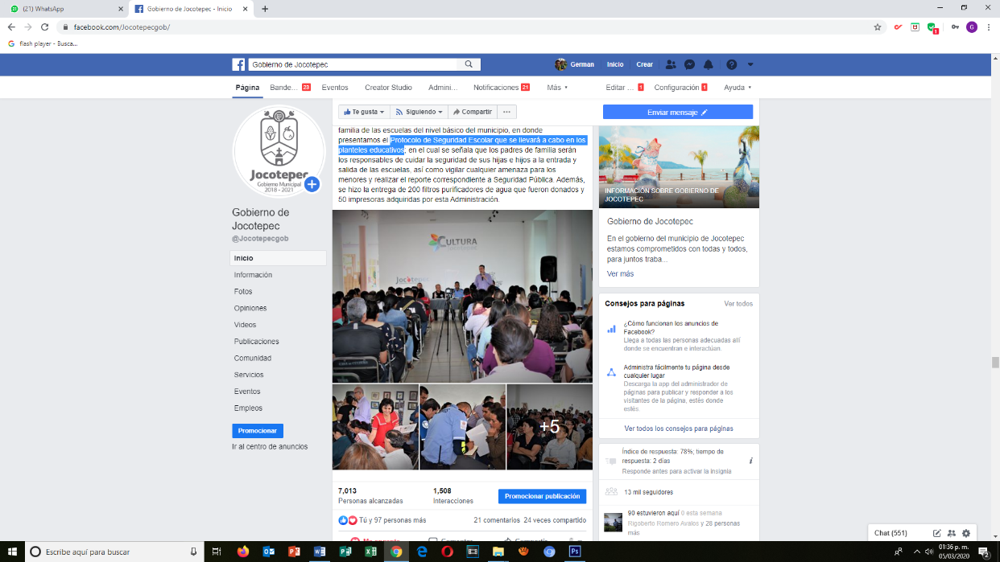 (21) WhatsApp
Gobierno de Jocotepec - Inicio
facebook.com/Jocotepecgob/
flash player - Busca...
Gobierno de Jocotepec
German Inicio Crear
Página Bande... 23 Eventos Creator Studio Admini... Notificaciones 21 Más Editar ... 1 Configuración 1 Ayuda
Te gusta Siguiendo Compartir ...
Enviar mensaje
Jocotepec
Gobierno Municipal
2018 - 2021
Gobierno de
Jocotepec
@Jocotepecgob
Inicio
Información
Fotos
Opiniones
Videos
Publicaciones
Comunidad
Servicios
Eventos
Empleos
Promocionar
Ir al centro de anuncios
familia de las escuelas del nivel básico del municipio, en donde
presentamos el Protocolo de Seguridad Escolar que se llevará a cabo en los
planteles educativos, en el cual se señala que los padres de familia serán
los responsables de cuidar la seguridad de sus hijas e hijos a la entrada y
salida de las escuelas, así como vigilar cualquier amenaza para los
menores y realizar el reporte correspondiente a Seguridad Pública. Además,
se hizo la entrega de 200 filtros purificadores de agua que fueron donados y
50 impresoras adquiridas por esta Administración.
CULTURA
+5
7,013
Personas alcanzadas
1,508
Interacciones
Promocionar publicación
Tú y 97 personas más
21 comentarios 24 veces compartido
Me encanta Comentar Compartir
INFORMACIÓN SOBRE GOBIERNO DE
JOCOTEPEC
Gobierno de Jocotepec
En el gobierno del municipio de Jocotepec
estamos comprometidos con todas y todos,
para juntos traba...
Ver más
Consejos para páginas Ver todos
¿Cómo funcionan los anuncios de
Facebook?
Llega a todas las personas adecuadas allí
donde se encuentran e interactúan.
Administra fácilmente tu página desde
cualquier lugar
Descarga la app del administrador de
páginas para publicar y responder a los
visitantes de la página, estés donde
estés.
Ver todos los consejos para páginas
Índice de respuesta: 78%; tiempo de
respuesta: 2 días
Responde antes para activar la insignia
13 mil seguidores
90 estuvieron aquí 0 esta semana
Rigoberto Romero Avalos y 28 personas
más
Chat (551)
Escribe aquí para buscar
01:36 p. m.
05/03/2020
2